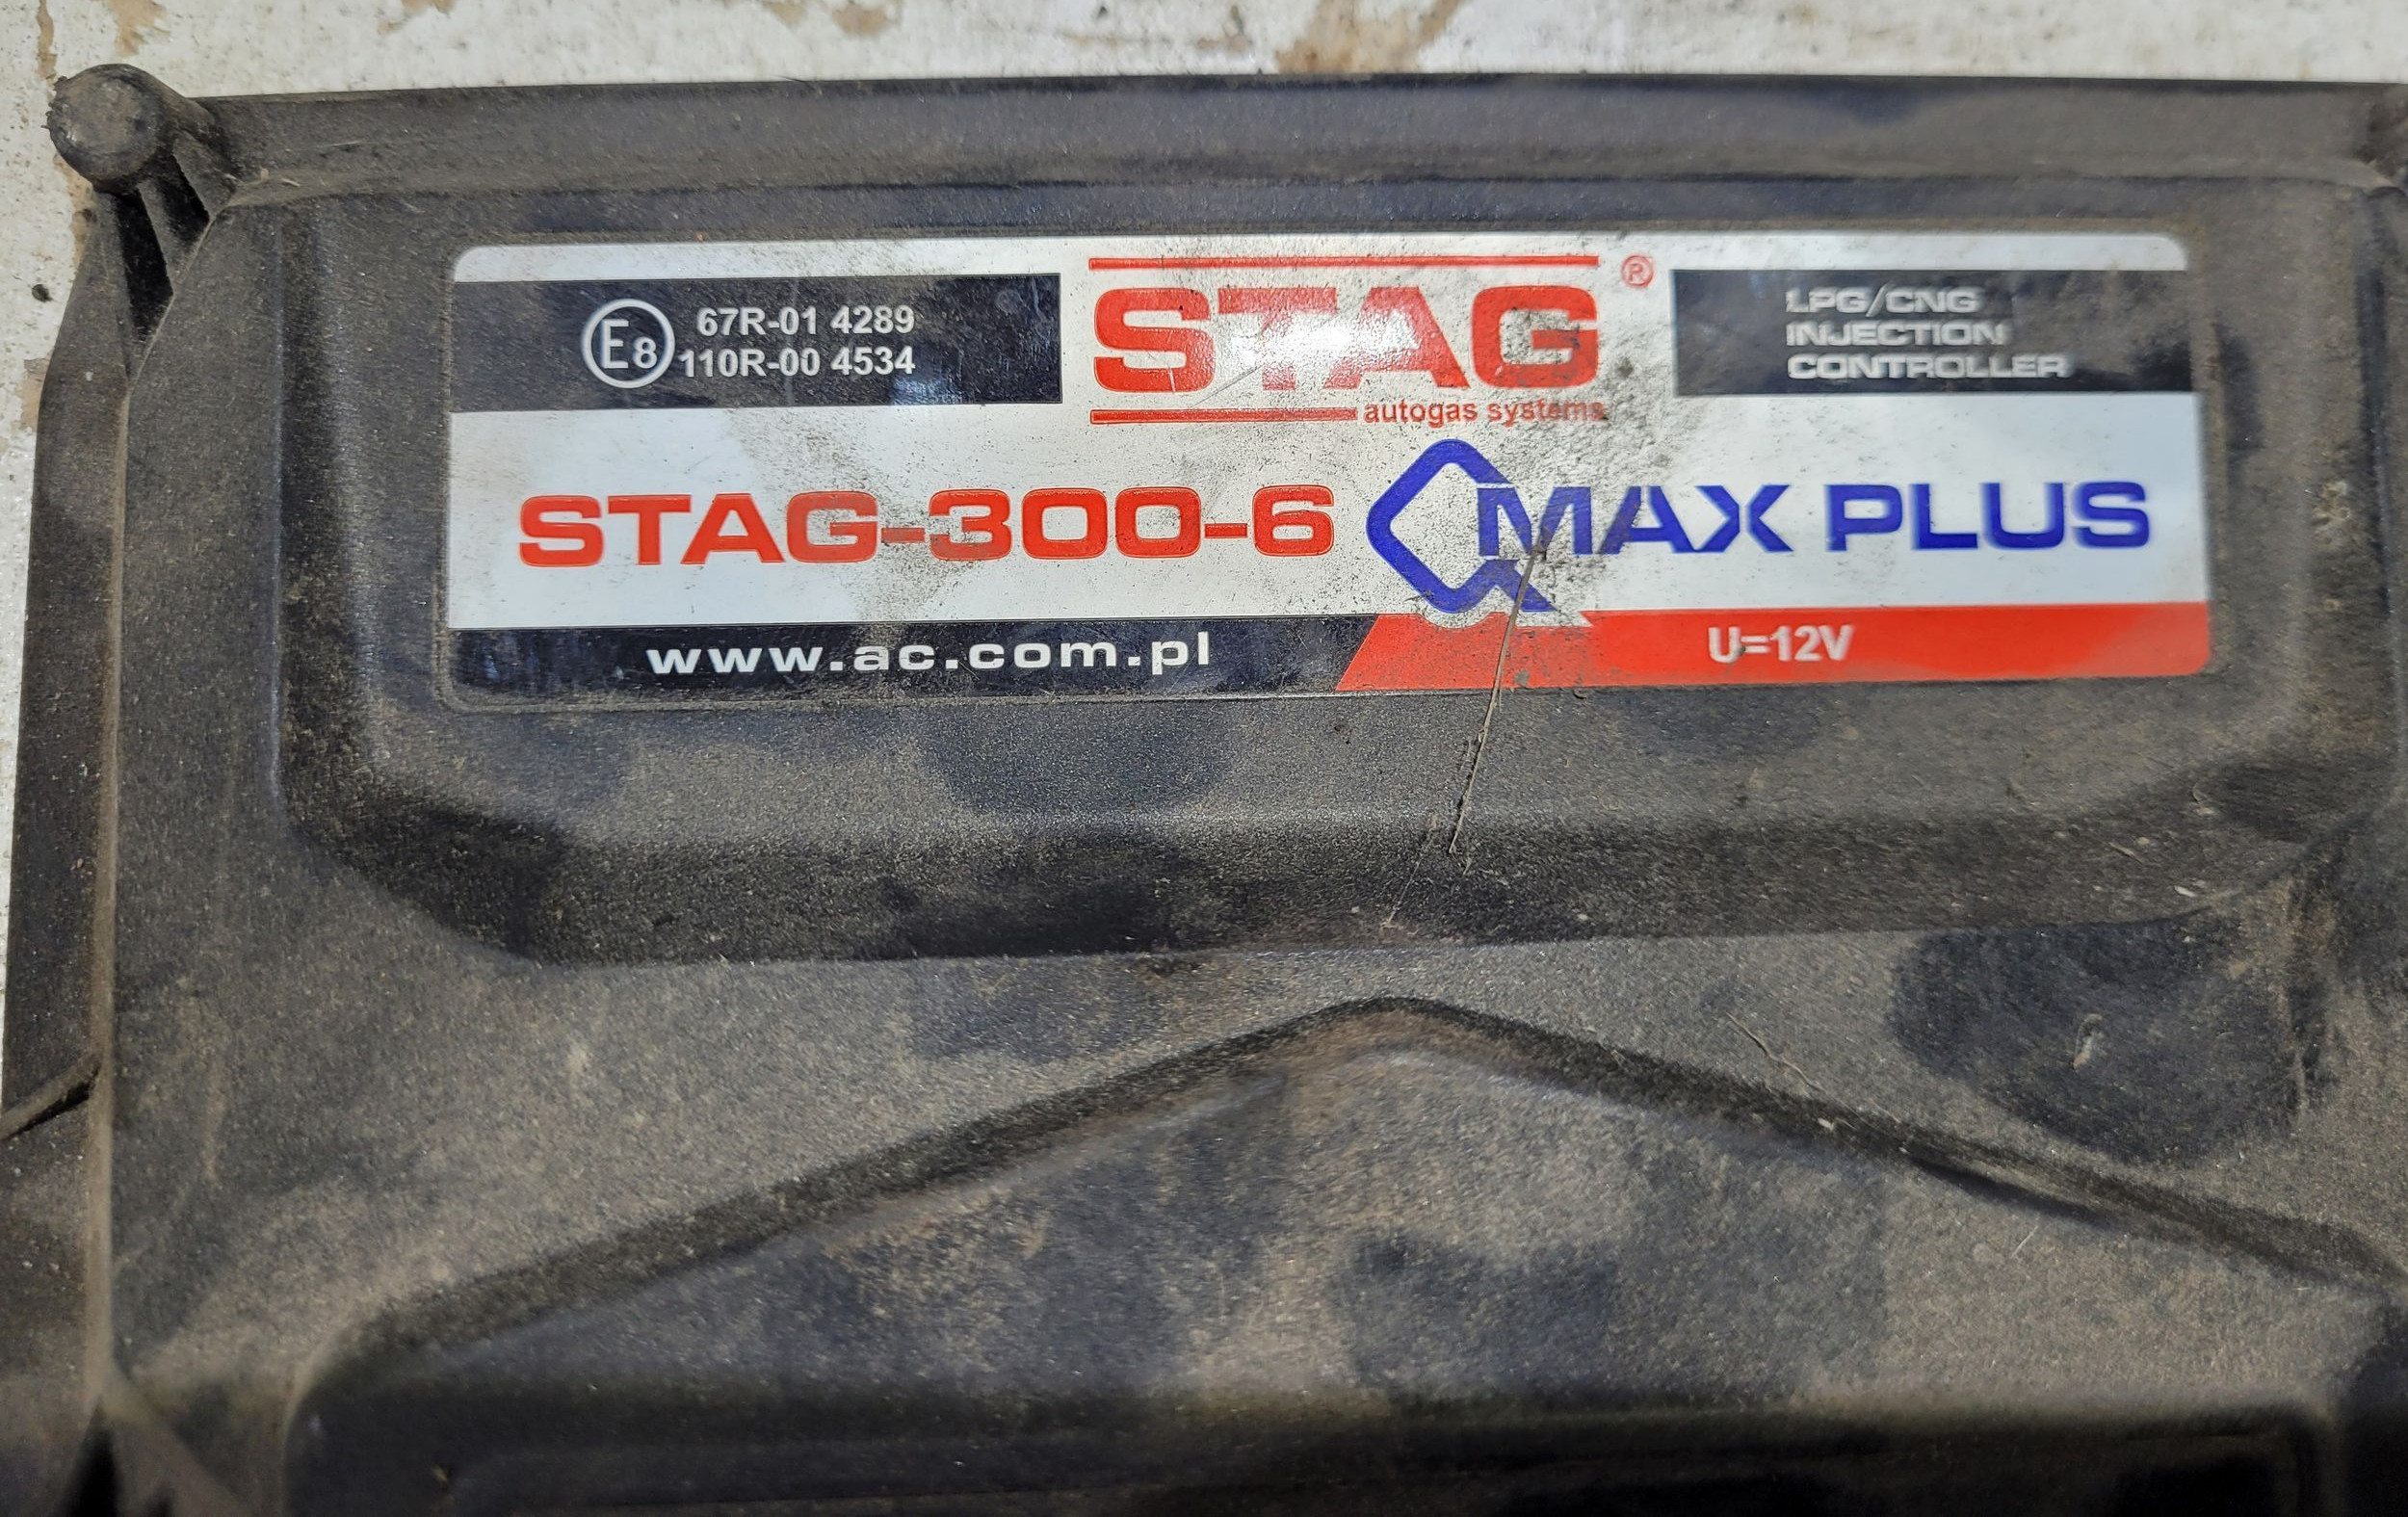 E8 67R-01 4289
110R-00 4534
STAG®
autogas systems
LPG/CNG
INJECTION
CONTROLLER
STAG-300-6 QMAX PLUS
www.ac.com.pl
U=12V